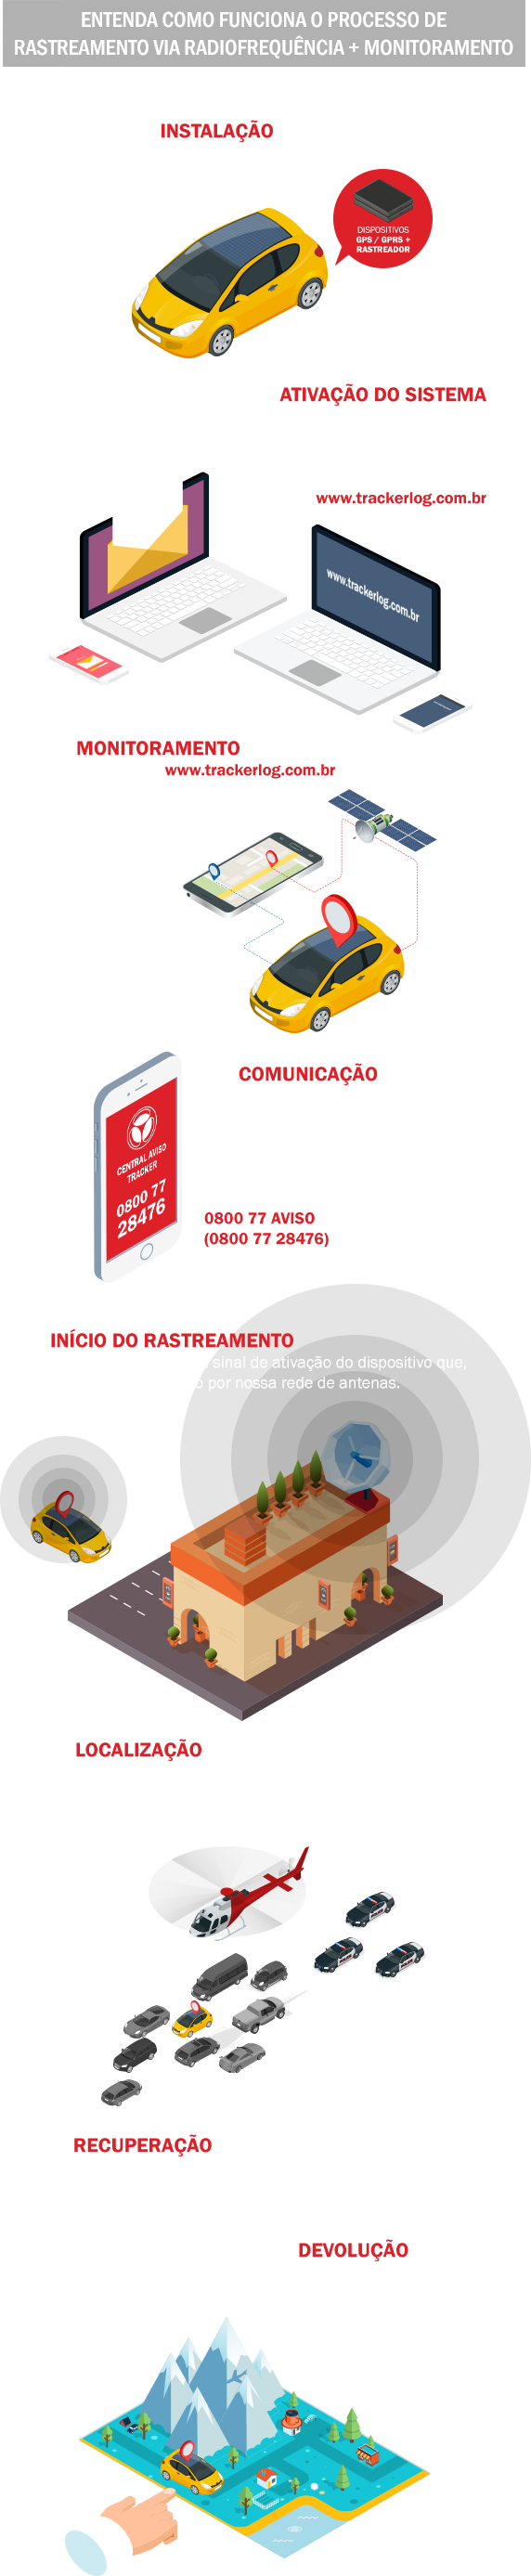 ENTENDA COMO FUNCIONA O PROCESSO DE
RASTREAMENTO VIA RADIOFREQUÊNCIA + MONITORAMENTO
INSTALAÇÃO
DISPOSITIVOS
GPS / GPRS +
RASTREADOR
ATIVAÇÃO DO SISTEMA
www.trackerlog.com.br
www.trackerlog.com.br
MONITORAMENTO
www.trackerlog.com.br
COMUNICAÇÃO
CENTRAL AVISO
TRACKER
0800 77
28476
0800 77 AVISO
(0800 77 28476)
INÍCIO DO RASTREAMENTO
sinal de ativação do dispositivo que,
por nossa rede de antenas.
LOCALIZAÇÃO
RECUPERAÇÃO
DEVOLUÇÃO